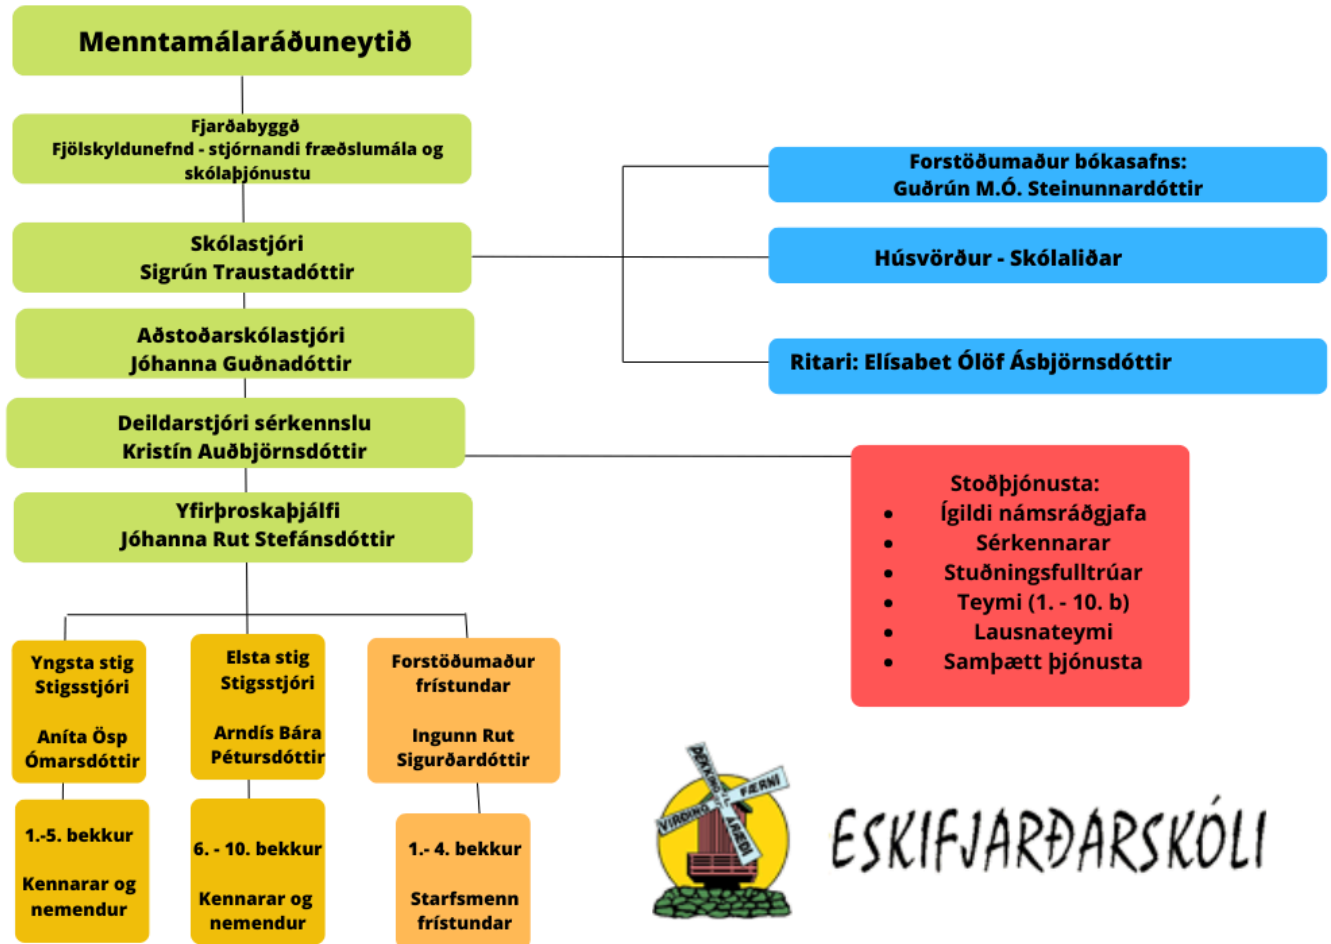 Menntamálaráðuneytið
Fjarðabyggð
Fjölskyldunefnd - stjórnandi fræðslumála og
skólaþjónustu
Skólastjóri
Sigrún Traustadóttir
Aðstoðarskólastjóri
Jóhanna Guðnadóttir
Deildarstjóri sérkennslu
Kristín Auðbjörnsdóttir
Yfirþroskaþjálfi
Jóhanna Rut Stefánsdóttir
Forstöðumaður bókasafns:
Guðrún M.Ó. Steinunnardóttir
Húsvörður - Skólaliðar
Ritari: Elísabet Ólöf Ásbjörnsdóttir
Stoðþjónusta:
• Ígildi námsráðgjafa
• Sérkennarar
• Stuðningsfulltrúar
• Teymi (1. - 10. b)
• Lausnateymi
• Samþætt þjónusta
Yngsta stig
Stigsstjóri
Aníta Ösp
Ómarsdóttir
1.-5. bekkur
Kennarar og
nemendur
Elsta stig
Stigsstjóri
Arndís Bára
Pétursdóttir
6. - 10. bekkur
Kennarar og
nemendur
Forstöðumaður
frístundar
Ingunn Rut
Sigurðardóttir
1.- 4. bekkur
Starfsmenn
frístundar
ÞEKKING
FÆRNI
VIRÐING
ÁRÆÐI
ESKIFJARÐARSKÓLI